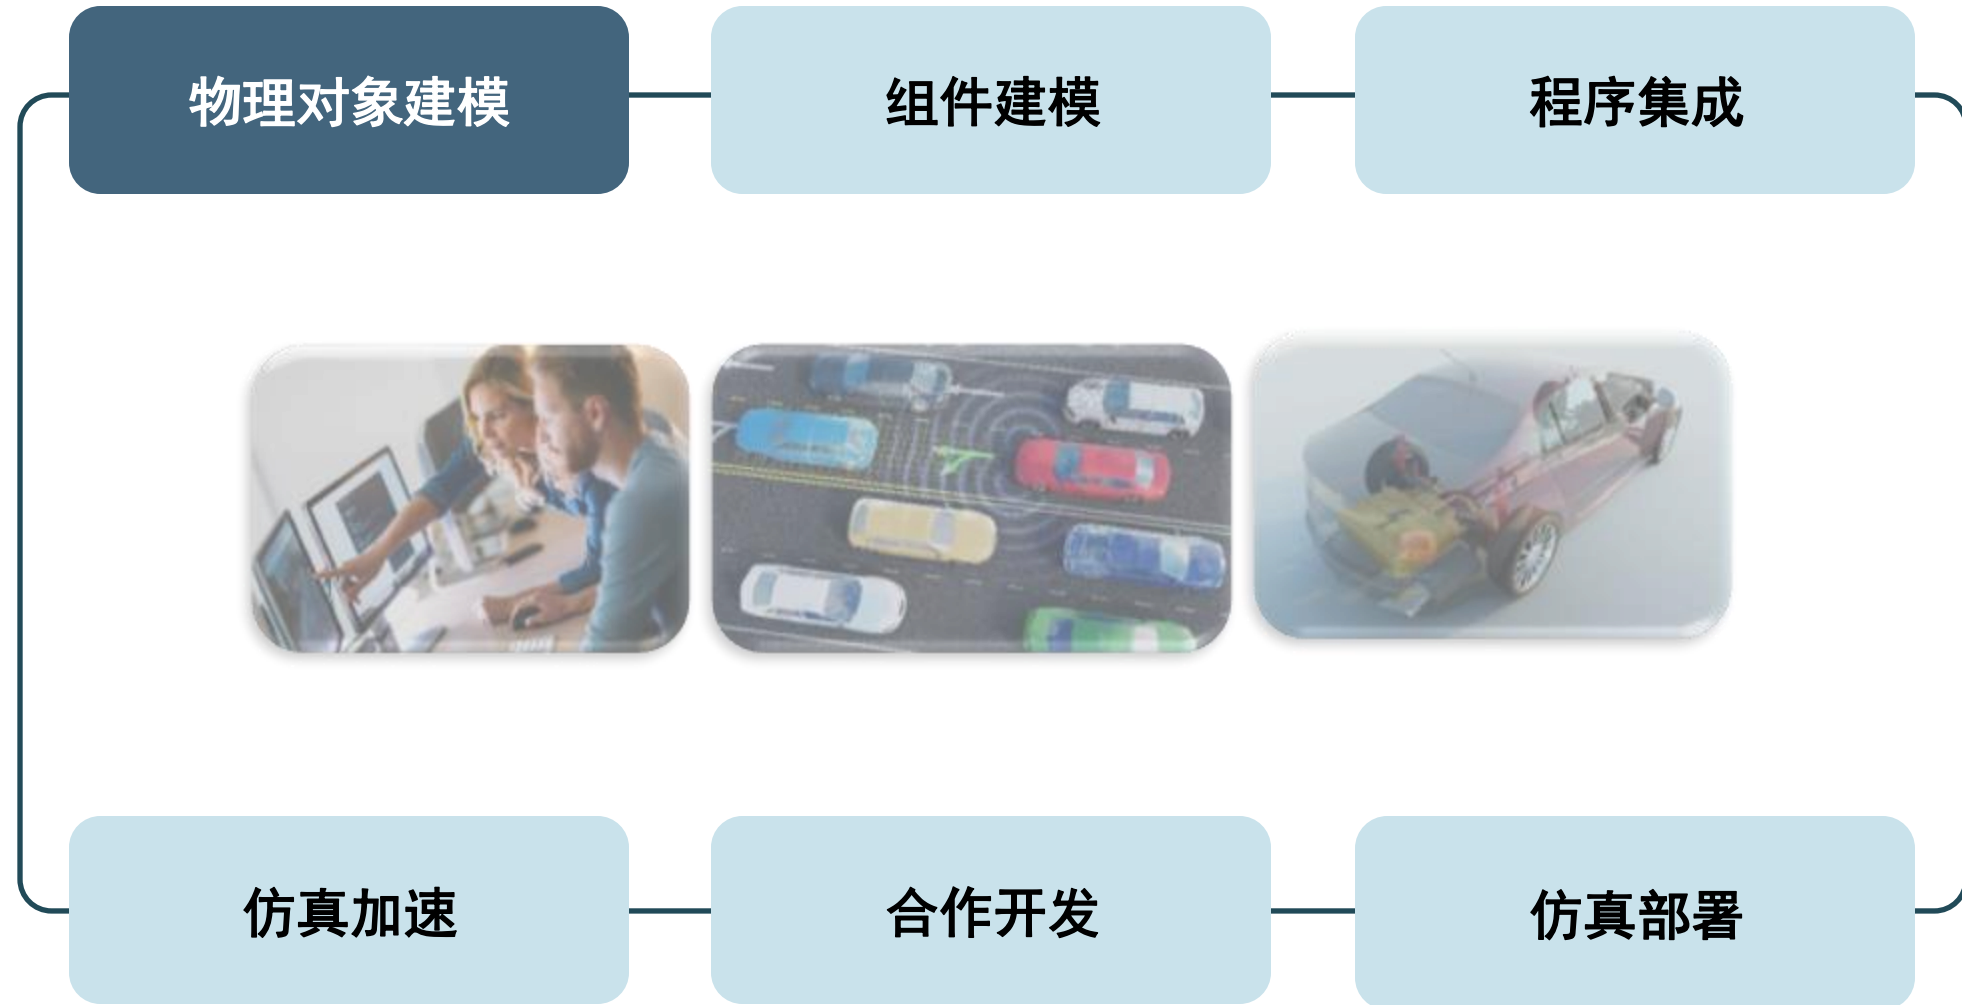 物理对象建模
组件建模
程序集成
仿真加速
合作开发
仿真部署